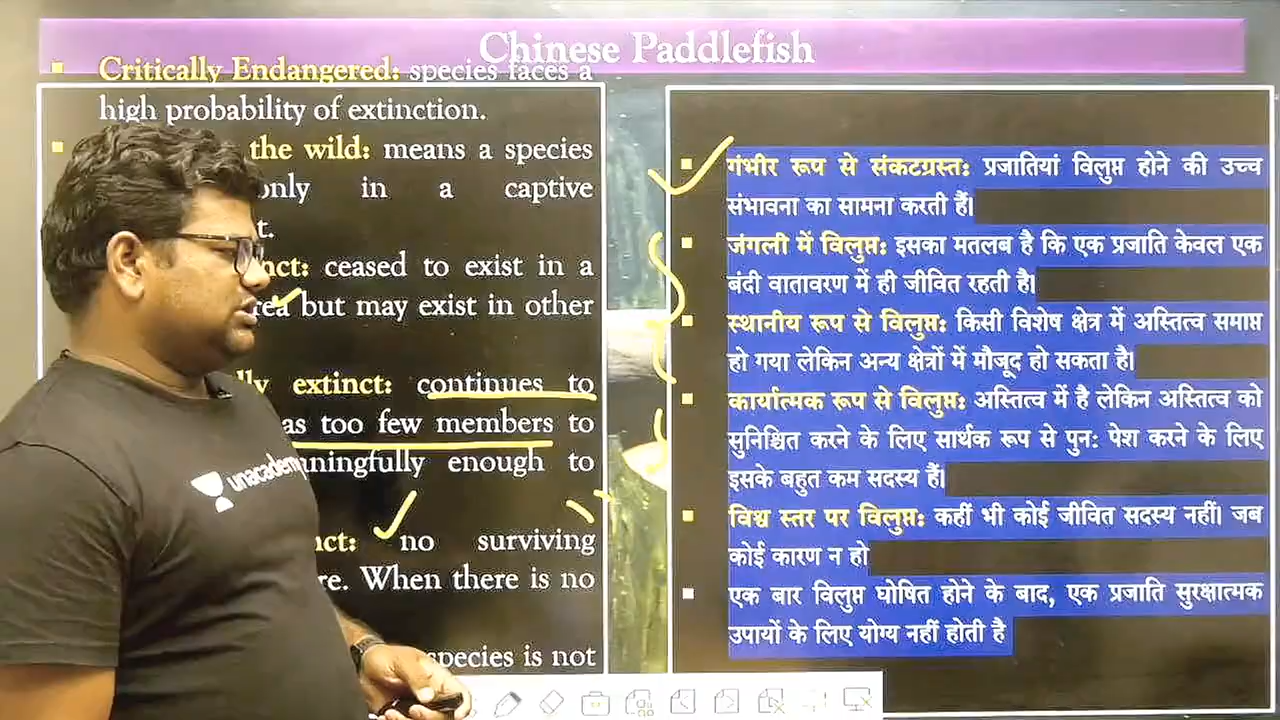 Chinese Paddlefish
Critically Endangered: species faces a
high probability of extinction.
the wild: means a species
only in a captive
t.
nct: ceased to exist in a
rea but may exist in other
lly extinct: continues to
as too few members to
ningfully enough to
nct: no surviving
re. When there is no
species is not
गंभीर रूप से संकटग्रस्त: प्रजातियां विलुप्त होने की उच्च
संभावना का सामना करती हैं।
जंगली में विलुप्त: इसका मतलब है कि एक प्रजाति केवल एक
बंदी वातावरण में ही जीवित रहती है।
स्थानीय रूप से विलुप्त: किसी विशेष क्षेत्र में अस्तित्व समाप्त
हो गया लेकिन अन्य क्षेत्रों में मौजूद हो सकता है।
कार्यात्मक रूप से विलुप्त: अस्तित्व में है लेकिन अस्तित्व को
सुनिश्चित करने के लिए सार्थक रूप से पुन: पेश करने के लिए
इसके बहुत कम सदस्य हैं।
विश्व स्तर पर विलुप्त: कहीं भी कोई जीवित सदस्य नहीं। जब
कोई कारण न हो
एक बार विलुप्त घोषित होने के बाद, एक प्रजाति सुरक्षात्मक
उपायों के लिए योग्य नहीं होती है
unacademy